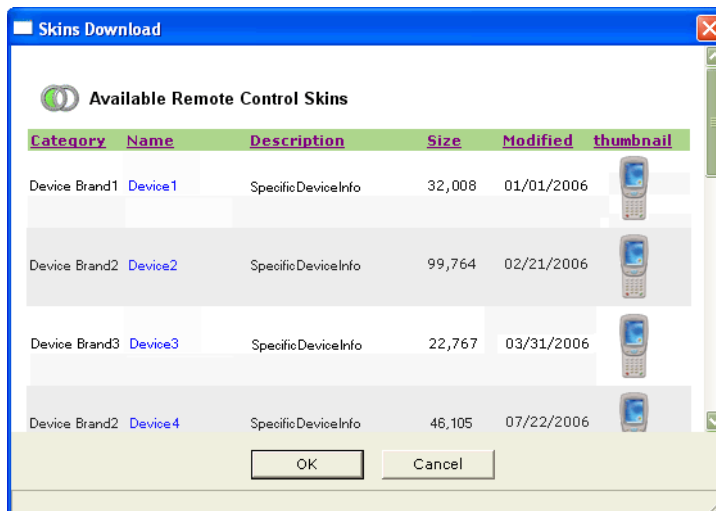 Skins Download
Available Remote Control Skins
Category Name Description Size Modified thumbnail
Device Brand1 Device1 SpecificDeviceInfo 32,008 01/01/2006
Device Brand2 Device2 SpecificDeviceInfo 99,764 02/21/2006
Device Brand3 Device3 SpecificDeviceInfo 22,767 03/31/2006
Device Brand2 Device4 SpecificDeviceInfo 46,105 07/22/2006
OK Cancel